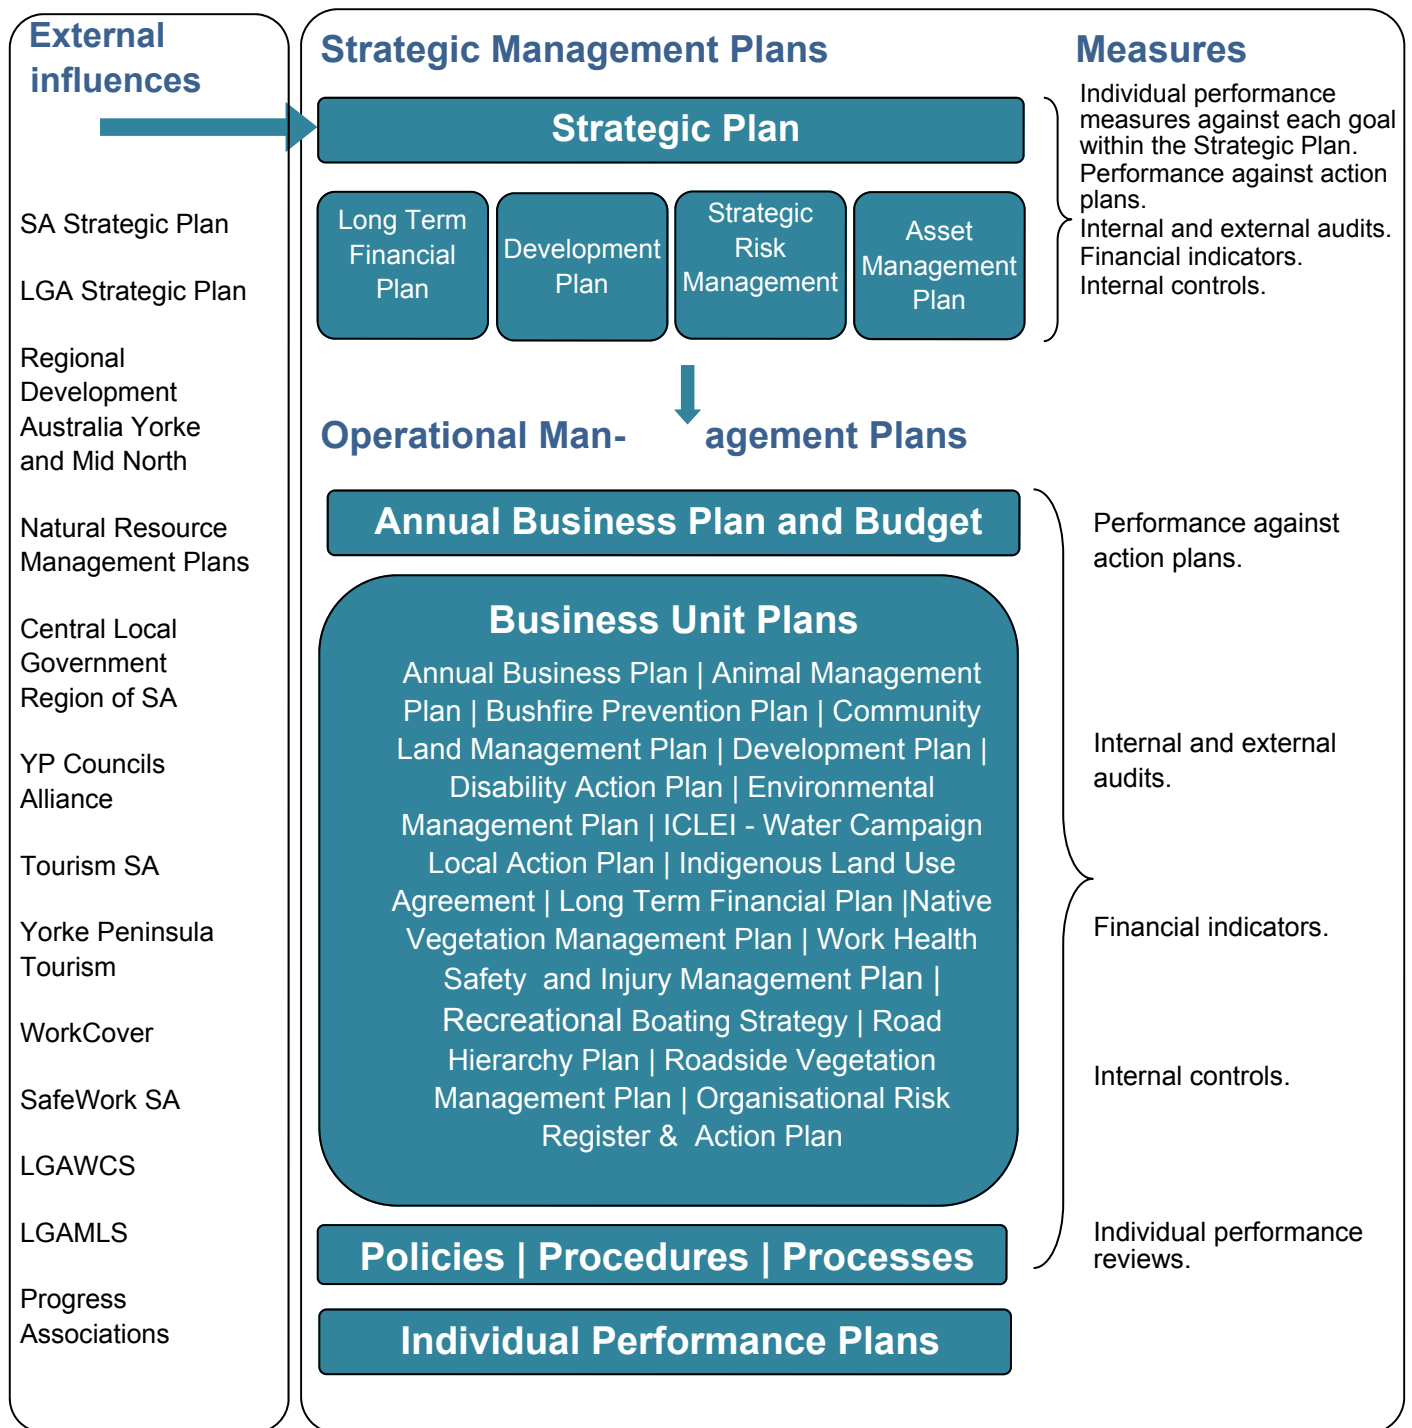 External
influences
SA Strategic Plan
LGA Strategic Plan
Regional
Development
Australia Yorke
and Mid North
Natural Resource
Management Plans
Central Local
Government
Region of SA
YP Councils
Alliance
Tourism SA
Yorke Peninsula
Tourism
WorkCover
SafeWork SA
LGAWCS
LGAMLS
Progress
Associations
Strategic Management Plans
Strategic Plan
Long Term
Financial
Plan
Development
Plan
Strategic
Risk
Management
Asset
Management
Plan
Operational Man- agement Plans
Annual Business Plan and Budget
Business Unit Plans
Annual Business Plan | Animal Management
Plan | Bushfire Prevention Plan | Community
Land Management Plan | Development Plan |
Disability Action Plan | Environmental
Management Plan | ICLEI - Water Campaign
Local Action Plan | Indigenous Land Use
Agreement | Long Term Financial Plan |Native
Vegetation Management Plan | Work Health
Safety  and Injury Management Plan |
Recreational Boating Strategy | Road
Hierarchy Plan | Roadside Vegetation
Management Plan | Organisational Risk
Register &  Action Plan
Policies | Procedures | Processes
Individual Performance Plans
Measures
Individual performance
measures against each goal
within the Strategic Plan.
Performance against action
plans.
Internal and external audits.
Financial indicators.
Internal controls.
Performance against
action plans.
Internal and external
audits.
Financial indicators.
Internal controls.
Individual performance
reviews.